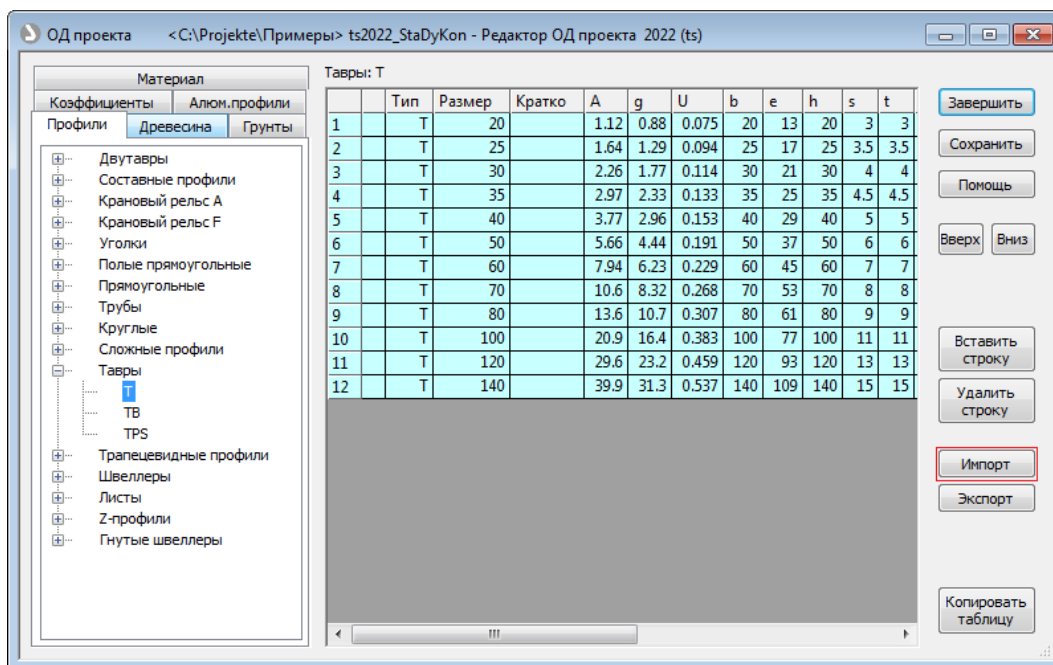 ОД проекта <C:\Projekte\Примеры> ts2022_StaDyKon - Редактор ОД проекта 2022 (ts)
Материал
Коэффициенты Алюм.профили
Профили Древесина Грунты
Двутавры
Составные профили
Крановый рельс A
Крановый рельс F
Уголки
Полые прямоугольные
Прямоугольные
Трубы
Круглые
Сложные профили
Тавры
T
TB
TPS
Трапецевидные профили
Швеллеры
Листы
Z-профили
Гнутые швеллеры
Тавры: T
Тип Размер Кратко A g U b e h s t
1 T 20 1.12 0.88 0.075 20 13 20 3 3
2 T 25 1.64 1.29 0.094 25 17 25 3.5 3.5
3 T 30 2.26 1.77 0.114 30 21 30 4 4
4 T 35 2.97 2.33 0.133 35 25 35 4.5 4.5
5 T 40 3.77 2.96 0.153 40 29 40 5 5
6 T 50 5.66 4.44 0.191 50 37 50 6 6
7 T 60 7.94 6.23 0.229 60 45 60 7 7
8 T 70 10.6 8.32 0.268 70 53 70 8 8
9 T 80 13.6 10.7 0.307 80 61 80 9 9
10 T 100 20.9 16.4 0.383 100 77 100 11 11
11 T 120 29.6 23.2 0.459 120 93 120 13 13
12 T 140 39.9 31.3 0.537 140 109 140 15 15
Завершить
Сохранить
Помощь
Вверх Вниз
Вставить
строку
Удалить
строку
Импорт
Экспорт
Копировать
таблицу